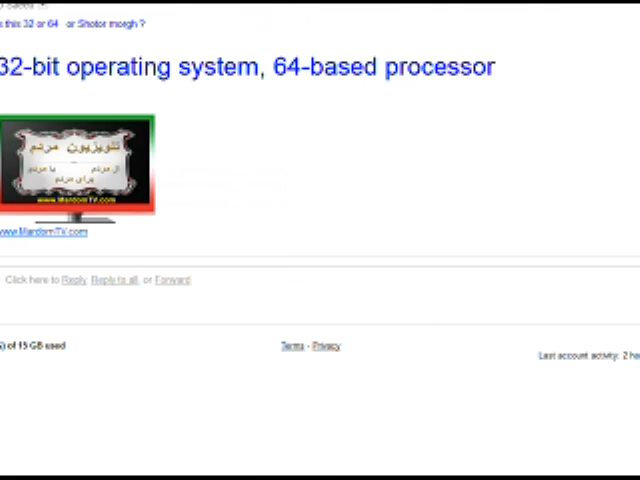 this 32 or 64 or Shotor morgh ?
32-bit operating system, 64-based processor
تلویزیون مردم
از مردم با مردم
برای مردم
www.MardomTV.com
www.MardomTV.com
Click here to Reply, Reply to all, or Forward
of 15 GB used
Terms - Privacy
Last account activity: 2